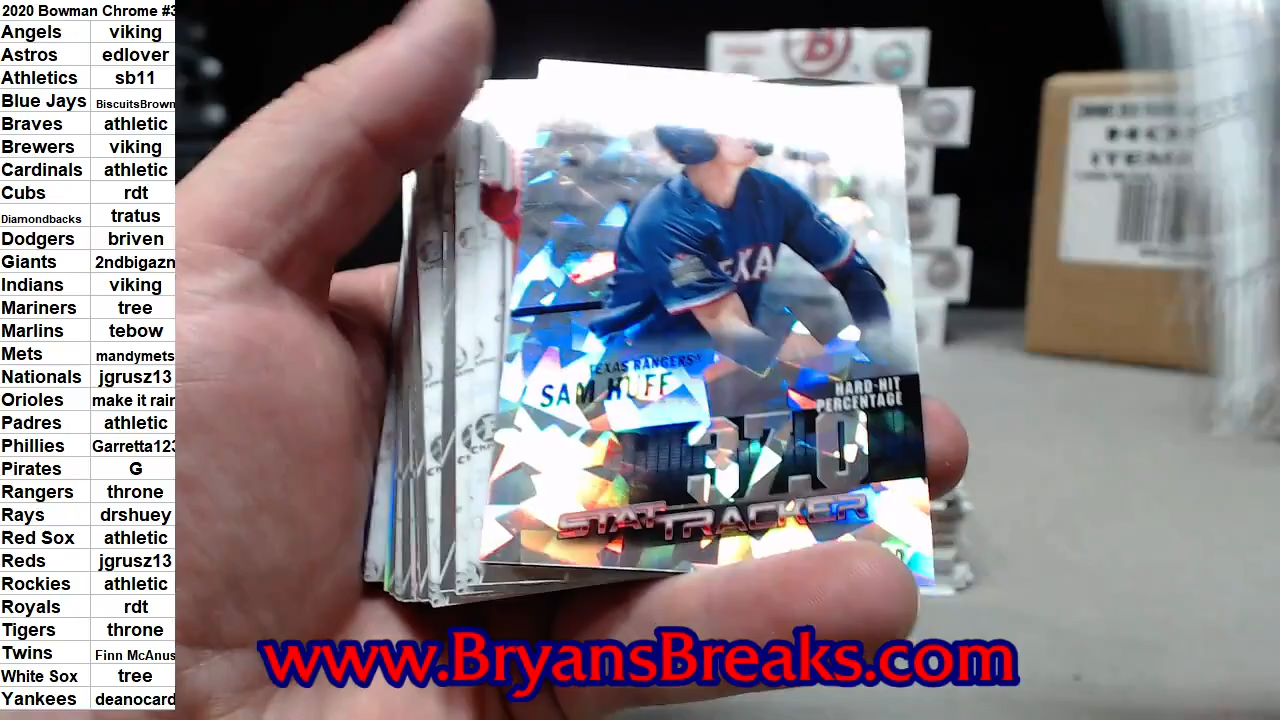 2020 Bowman Chrome #3
Angels viking
Astros edlover
Athletics sb11
Blue Jays BiscuitsBrown
Braves athletic
Brewers viking
Cardinals athletic
Cubs rdt
Diamondbacks tratus
Dodgers briven
Giants 2ndbigazn
Indians viking
Mariners tree
Marlins tebow
Mets mandymets
Nationals jgrusz13
Orioles make it rain
Padres athletic
Phillies Garretta123
Pirates G
Rangers throne
Rays drshuey
Red Sox athletic
Reds jgrusz13
Rockies athletic
Royals rdt
Tigers throne
Twins Finn McAnus
White Sox tree
Yankees deanocard
B
EXA
TEXAS RANGERS
SAM HUFF
HARD-HIT
PERCENTAGE
37.0
STAT TRACKER
ITEM
www.BryansBreaks.com